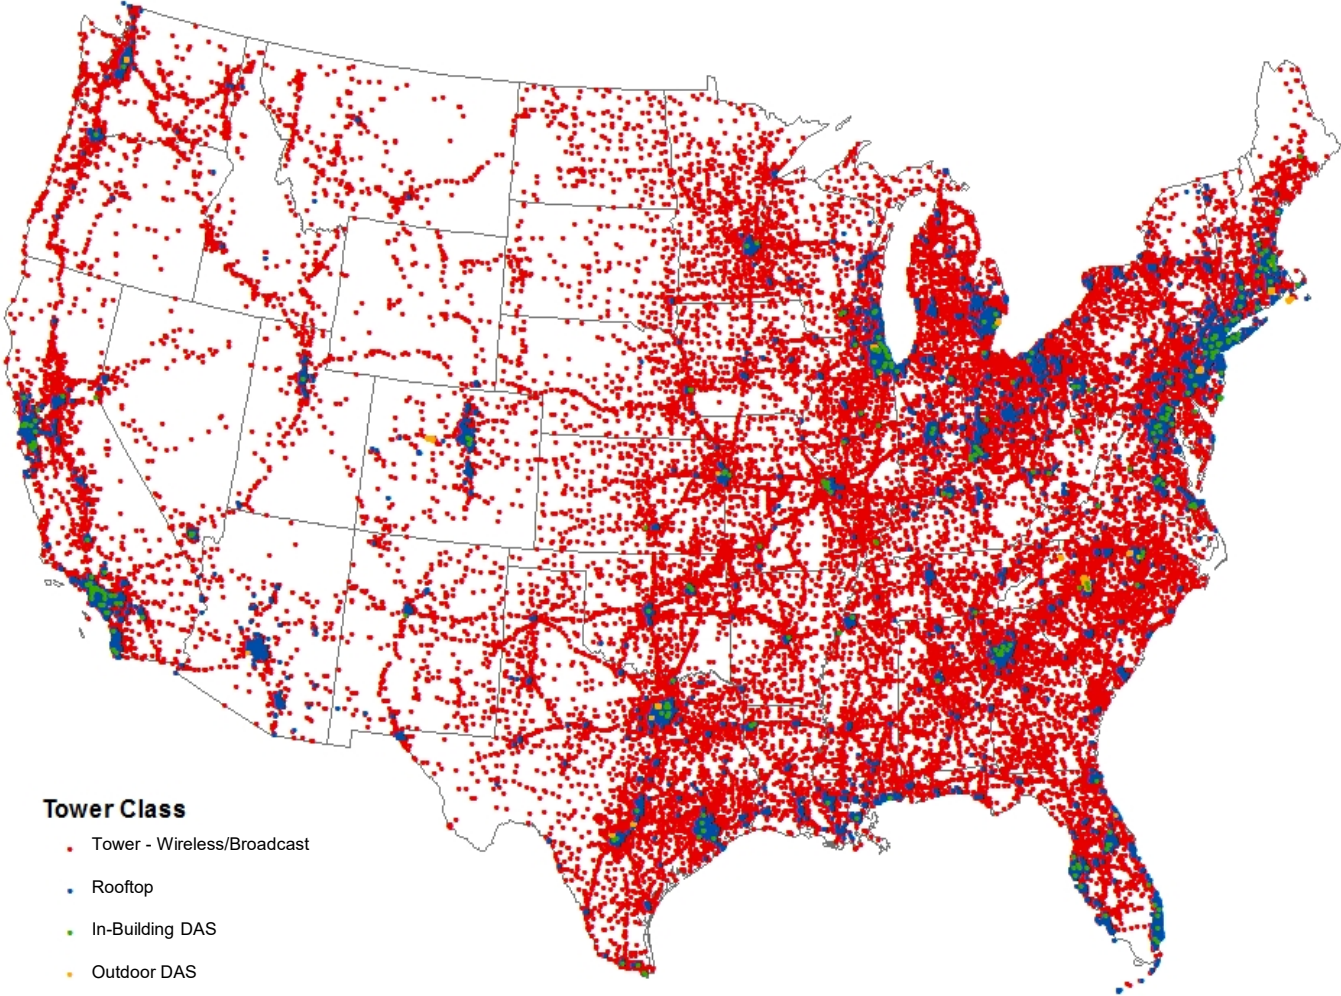 Tower Class
Tower - Wireless/Broadcast
Rooftop
In-Building DAS
Outdoor DAS